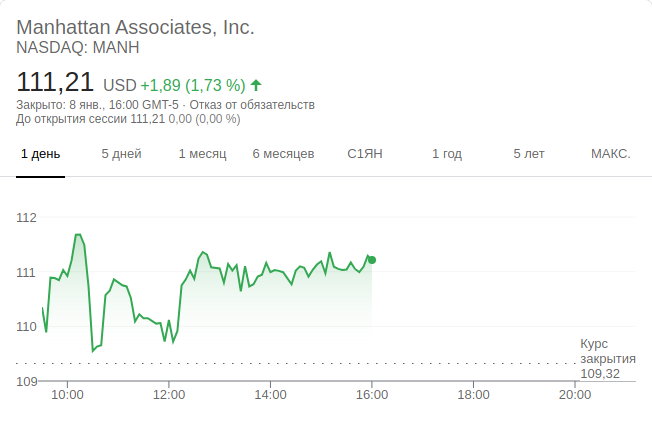 Manhattan Associates, Inc.
NASDAQ: MANH
111,21 USD +1,89 (1,73 %)
Закрыто: 8 янв., 16:00 GMT-5 · Отказ от обязательств
До открытия сессии 111,21 0,00 (0,00 %)
1 день 5 дней 1 месяц 6 месяцев С1ЯН 1 год 5 лет МАКС.
112
111
110
Курс
закрытия
109,32
109
10:00 12:00 14:00 16:00 18:00 20:00